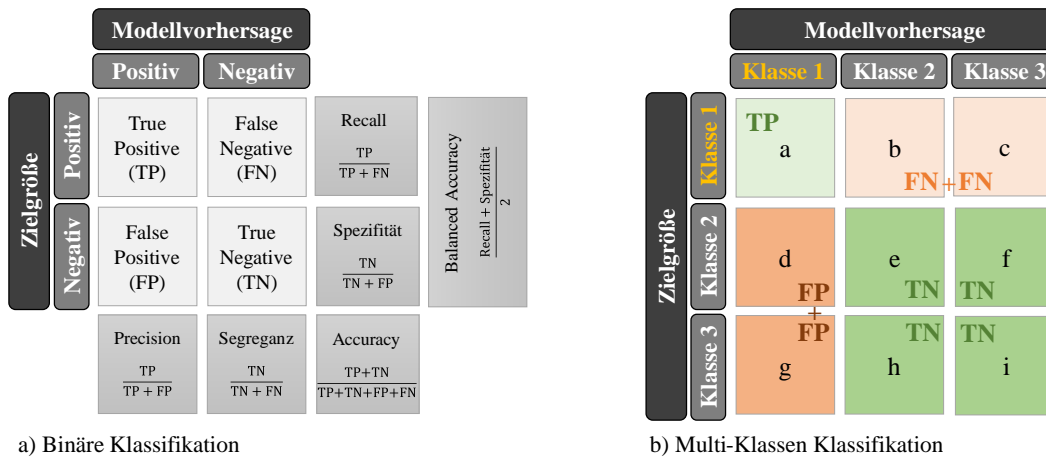 Modellvorhersage
Positiv Negativ
Zielgröße
Positiv
True
Positive
(TP)
False
Negative
(FN)
Recall
TP
TP + FN
Balanced Accuracy
Recall + Spezifität
2
Negativ
False
Positive
(FP)
True
Negative
(TN)
Spezifität
TN
TN + FP
Precision
TP
TP + FP
Segreganz
TN
TN + FN
Accuracy
TP+TN
TP+TN+FP+FN
a) Binäre Klassifikation
Modellvorhersage
Klasse 1 Klasse 2 Klasse 3
Zielgröße
Klasse 1
TP
a
b
c
FN+FN
Klasse 2
d
e
f
FP
TN
TN
+
Klasse 3
FP
TN
TN
g
h
i
b) Multi-Klassen Klassifikation